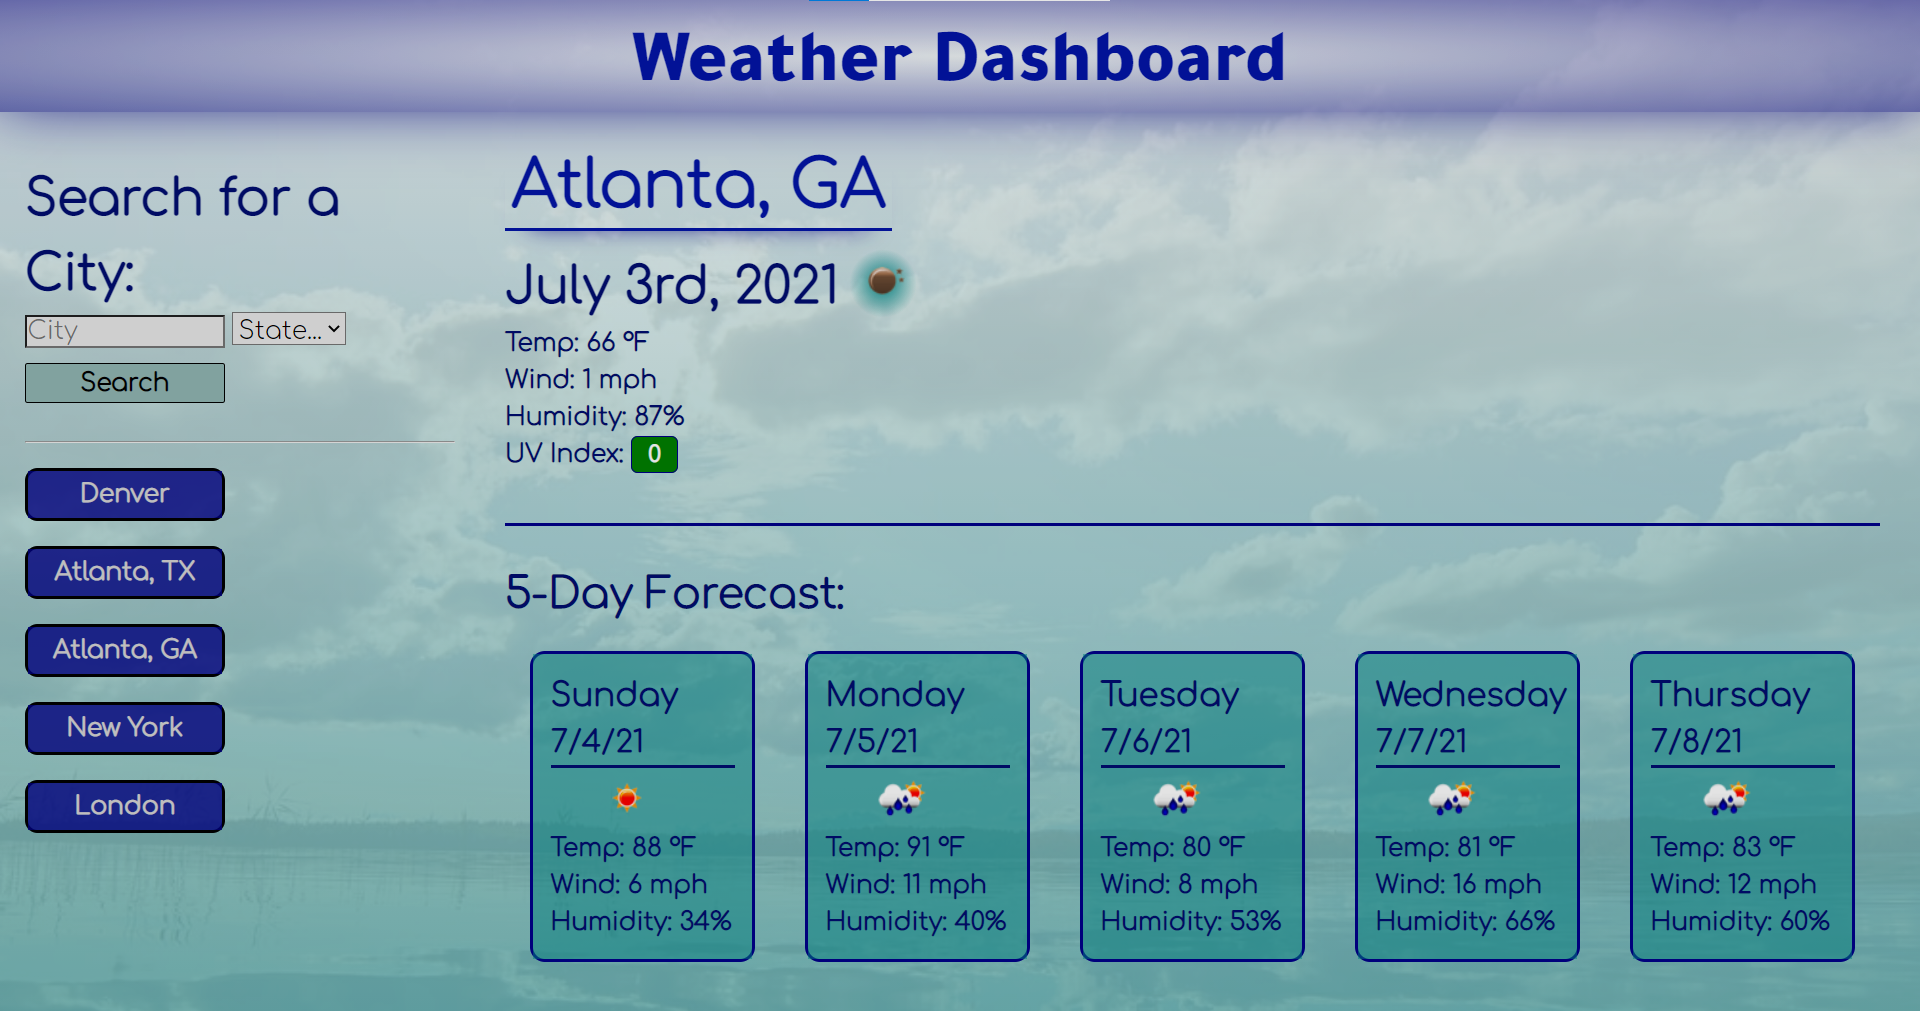 Weather Dashboard
Search for a
City:
City
State...
Search
Denver
Atlanta, TX
Atlanta, GA
New York
London
Atlanta, GA
July 3rd, 2021
Temp: 66 °F
Wind: 1 mph
Humidity: 87%
UV Index: 0
5-Day Forecast:
Sunday
7/4/21
Temp: 88 °F
Wind: 6 mph
Humidity: 34%
Monday
7/5/21
Temp: 91 °F
Wind: 11 mph
Humidity: 40%
Tuesday
7/6/21
Temp: 80 °F
Wind: 8 mph
Humidity: 53%
Wednesday
7/7/21
Temp: 81 °F
Wind: 16 mph
Humidity: 66%
Thursday
7/8/21
Temp: 83 °F
Wind: 12 mph
Humidity: 60%